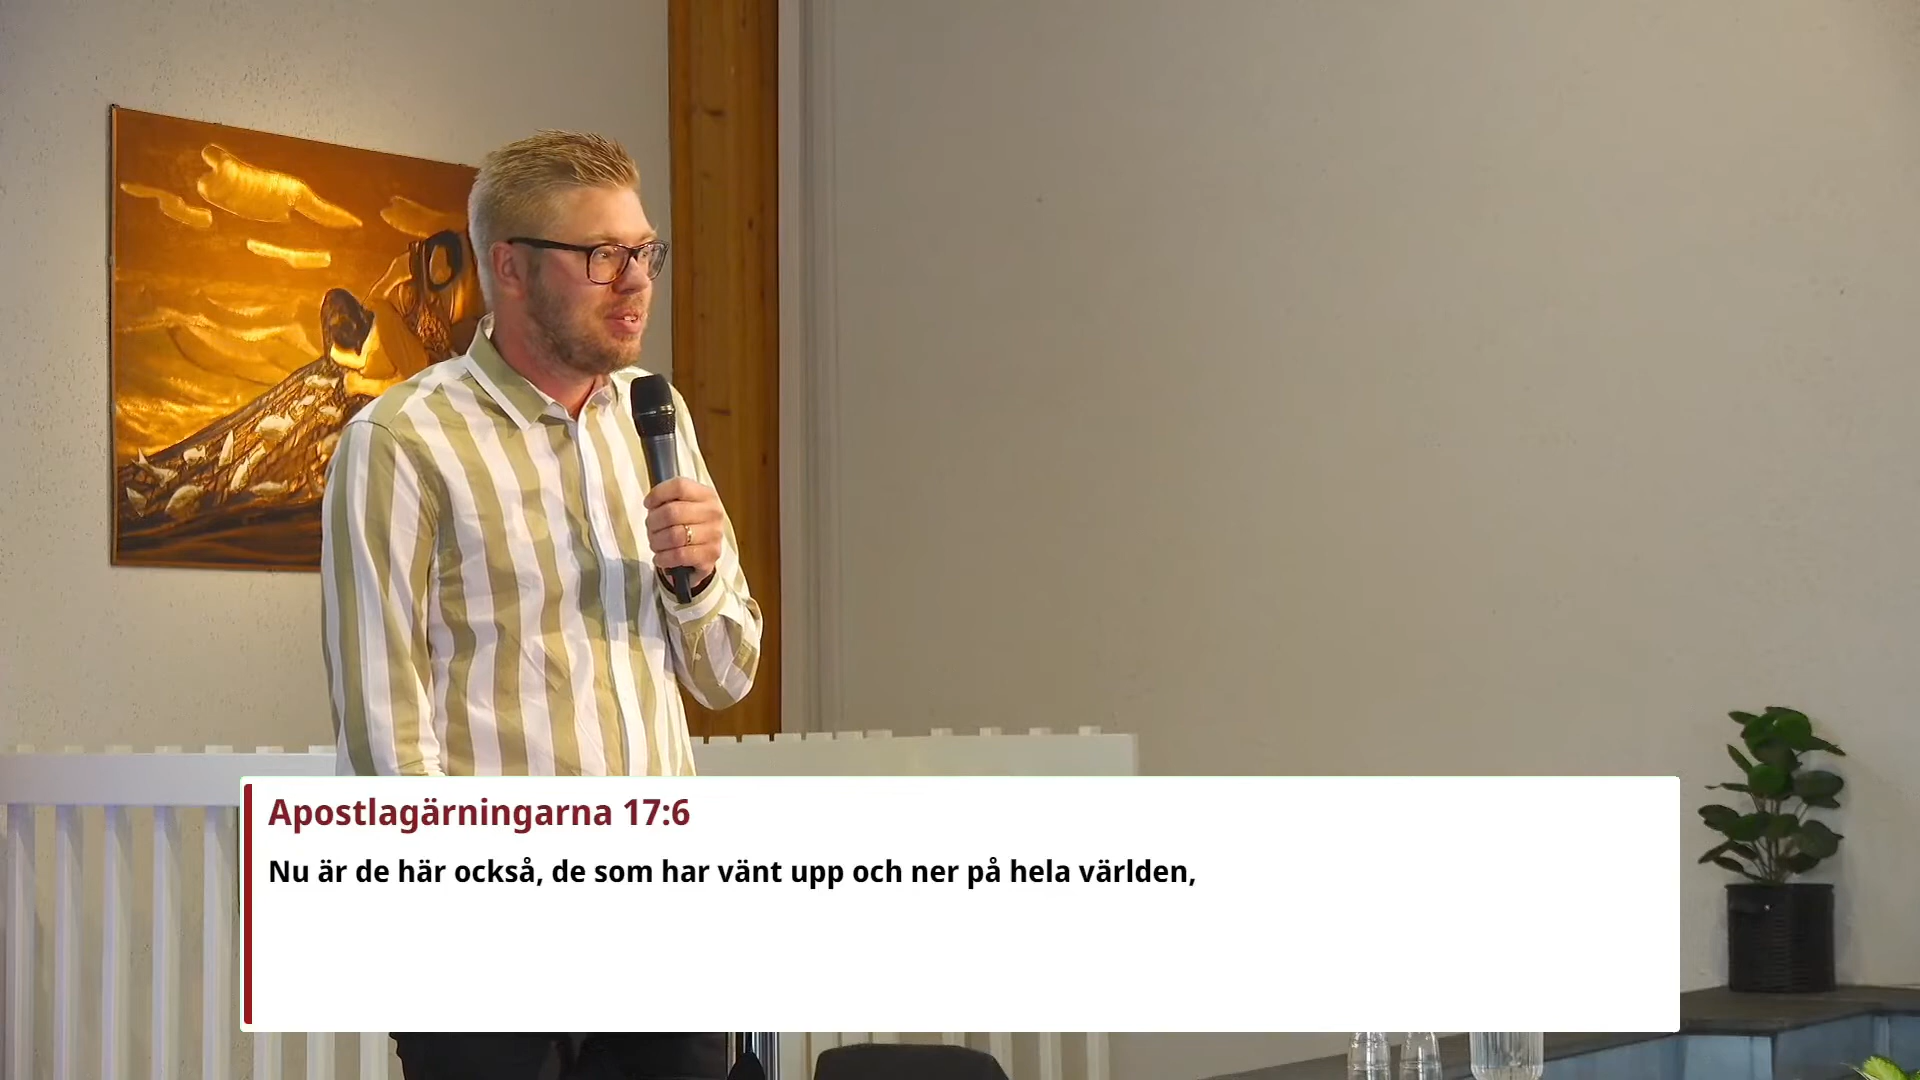 Apostlagärningarna 17:6
Nu är de här också, de som har vänt upp och ner på hela världen,